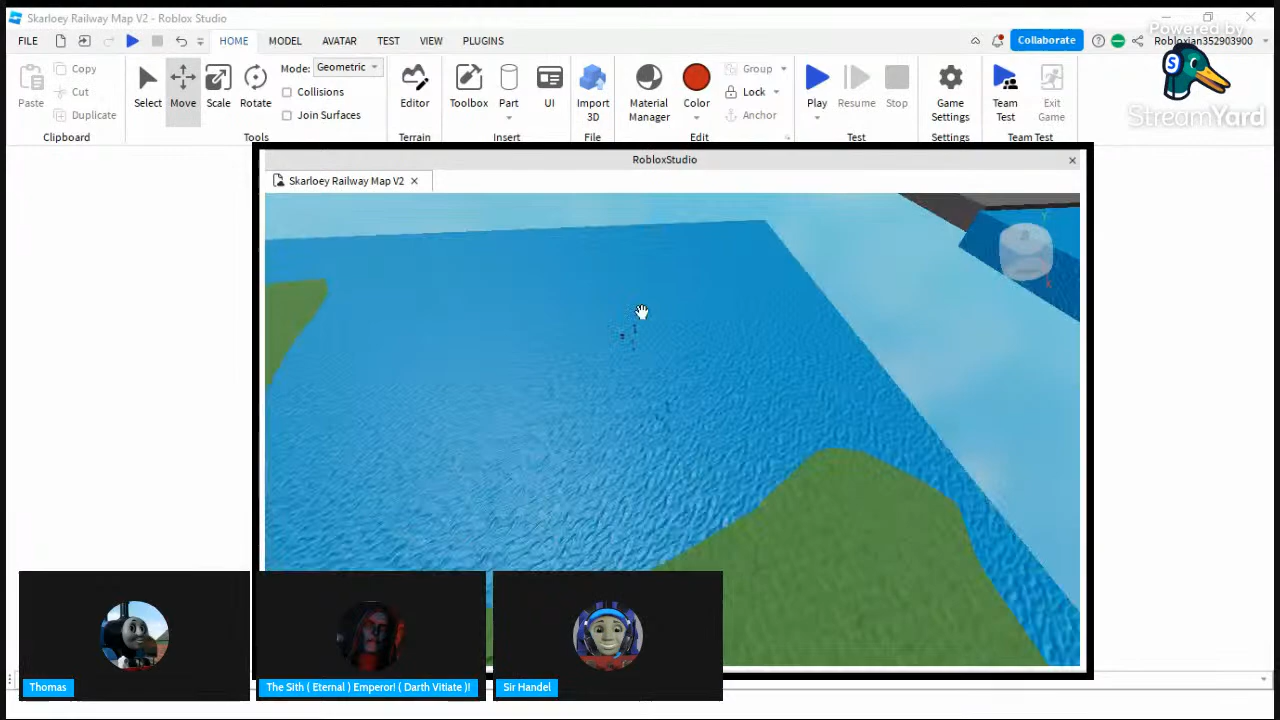 Skarloey Railway Map V2 - Roblox Studio
Powered by
StreamYard
FILE HOME MODEL AVATAR TEST VIEW PLUGINS Collaborate Robloxian352903900
Paste
Copy
Cut
Duplicate
Clipboard
Select Move Scale Rotate
Mode: Geometric
Collisions
Join Surfaces
Tools
Editor
Terrain
Toolbox Part UI
Insert
Import
3D
File
Material
Manager
Color
Group
Lock
Anchor
Edit
Play Resume Stop
Test
Game
Settings
Settings
Team
Test
Exit
Game
Team Test
RobloxStudio
Skarloey Railway Map V2
Thomas
The Sith ( Eternal ) Emperor! ( Darth Vitiate )!
Sir Handel